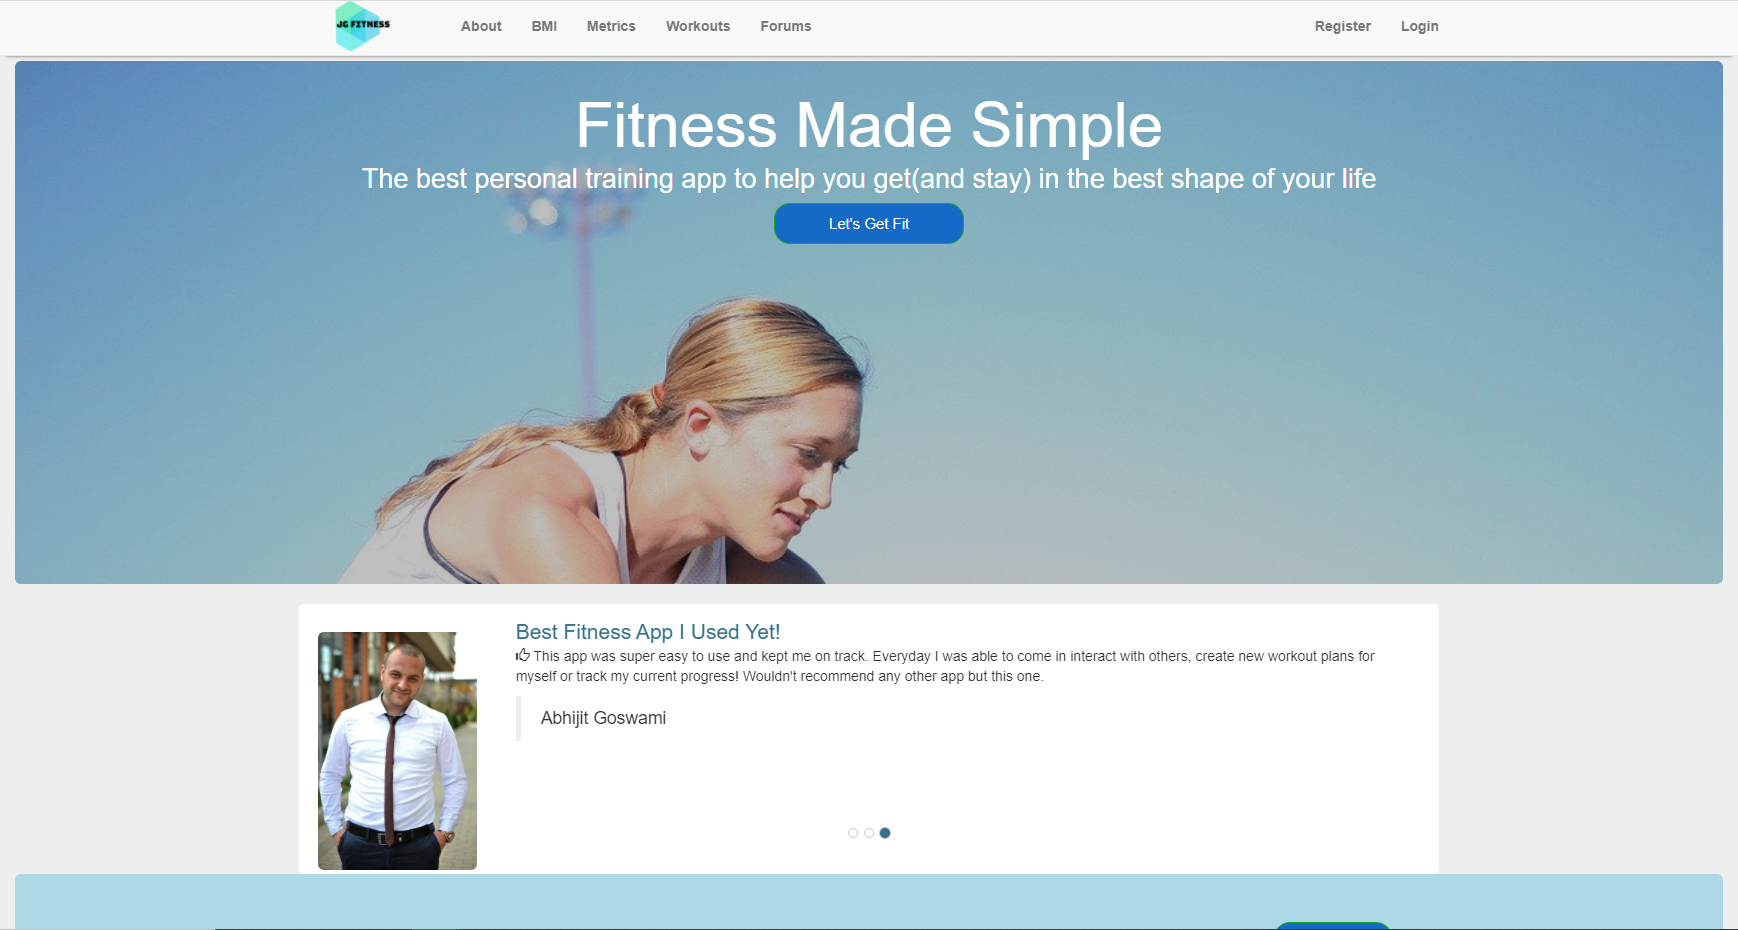 JG FITNESS
About BMI Metrics Workouts Forums Register Login
Fitness Made Simple
The best personal training app to help you get(and stay) in the best shape of your life
Let's Get Fit
Best Fitness App I Used Yet!
This app was super easy to use and kept me on track. Everyday I was able to come in interact with others, create new workout plans for
myself or track my current progress! Wouldn't recommend any other app but this one.
Abhijit Goswami